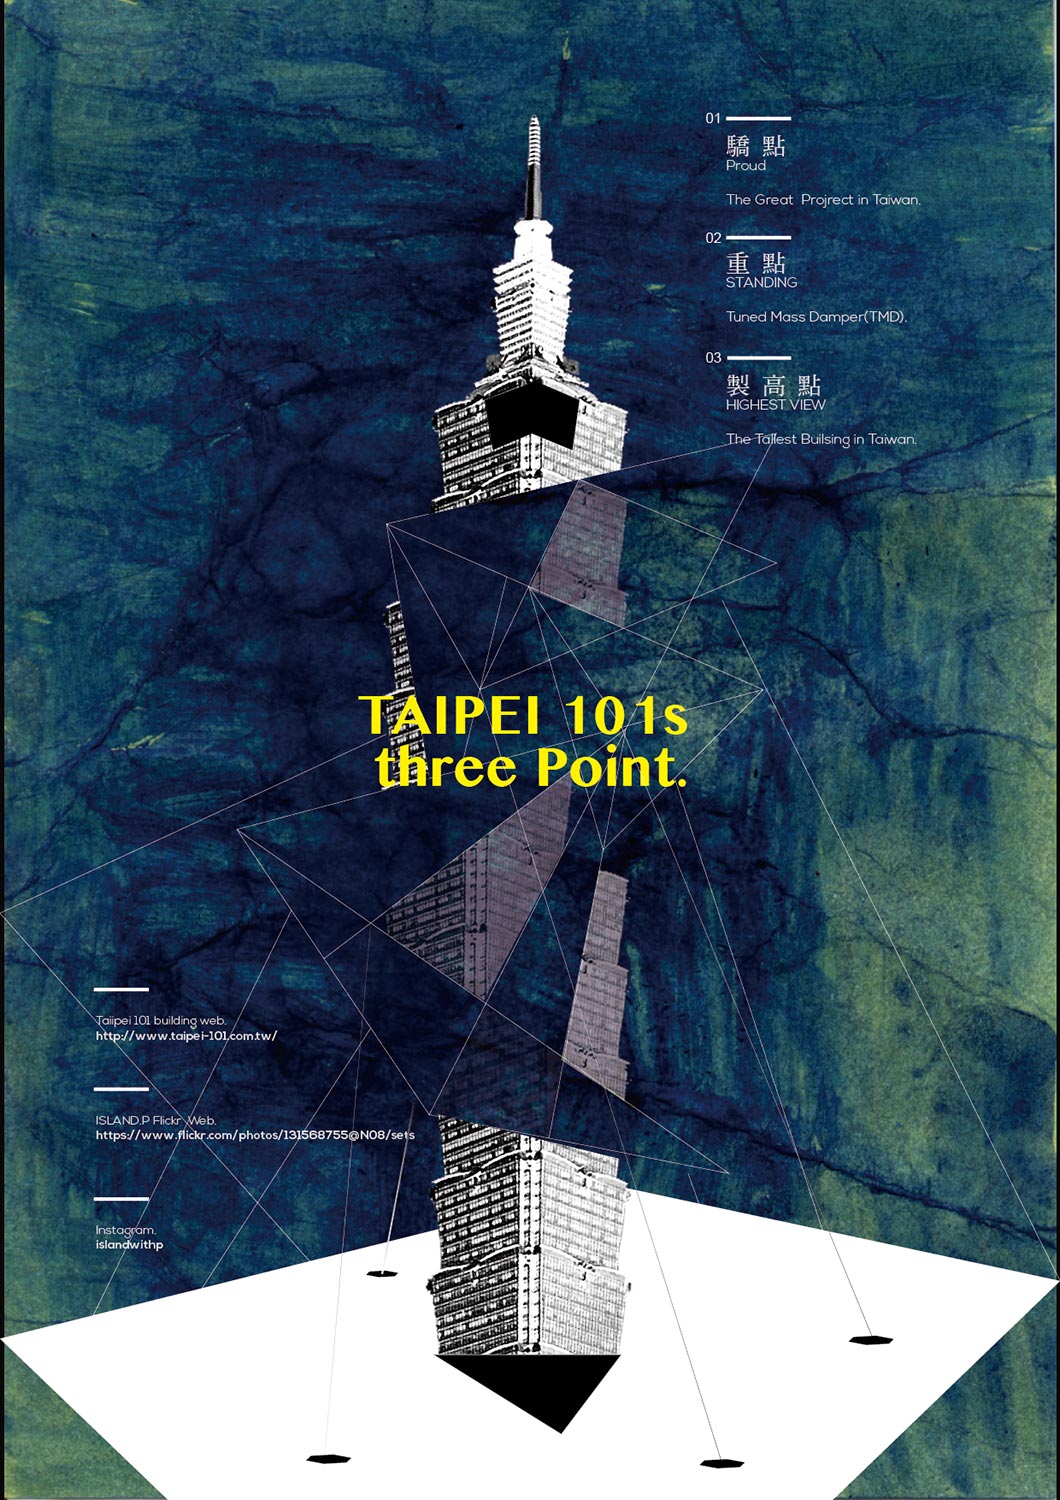 01
驕點
Proud
The Great Projrect in Taiwan.
02
重點
STANDING
Tuned Mass Damper(TMD).
03
製高點
HIGHEST VIEW
The Tallest Builsing in Taiwan.
TAIPEI 101s
three Point.
Taiipei 101 building web.
http://www.taipei-101.com.tw/
ISLAND.P Flickr Web.
https://www.flickr.com/photos/131568755@N08/sets
Instagram.
islandwithp